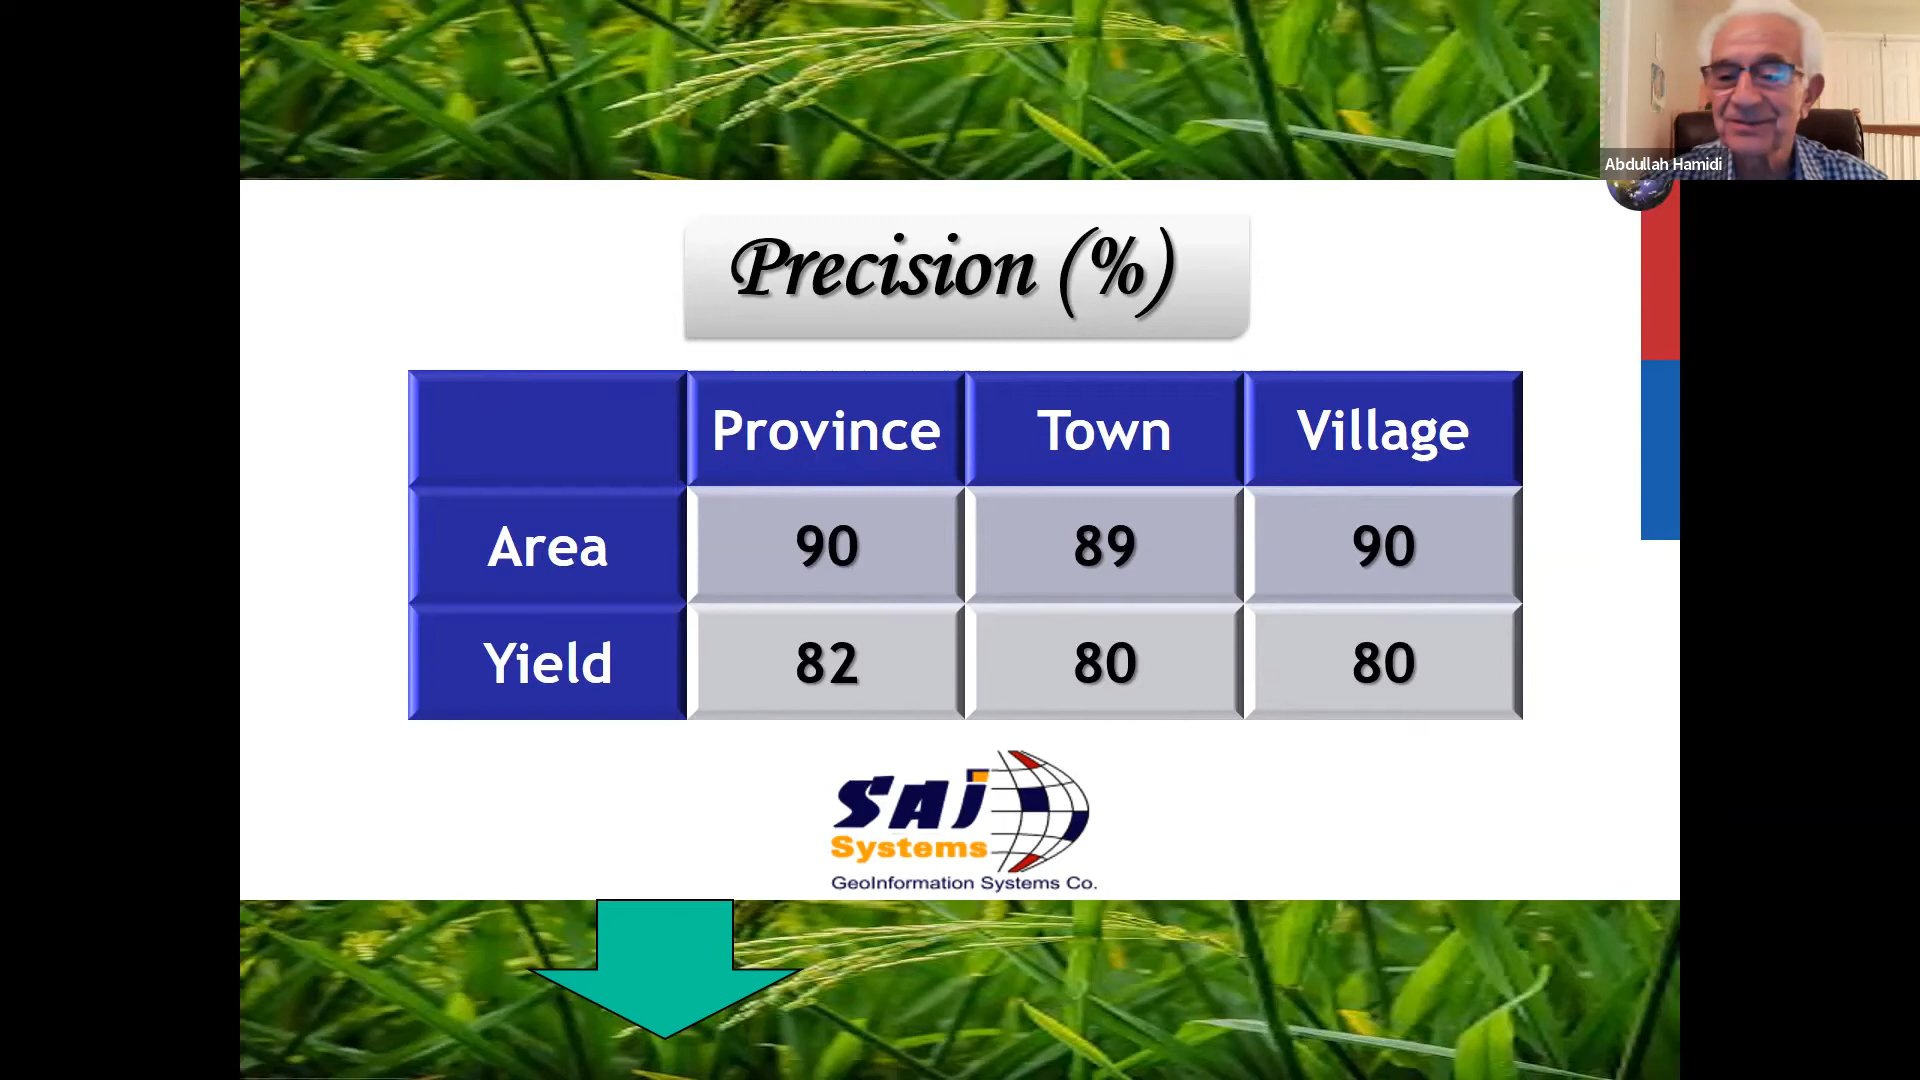 Abdullah Hamidi
Precision (%)
Province Town Village
Area 90 89 90
Yield 82 80 80
SAJ
Systems
GeoInformation Systems Co.